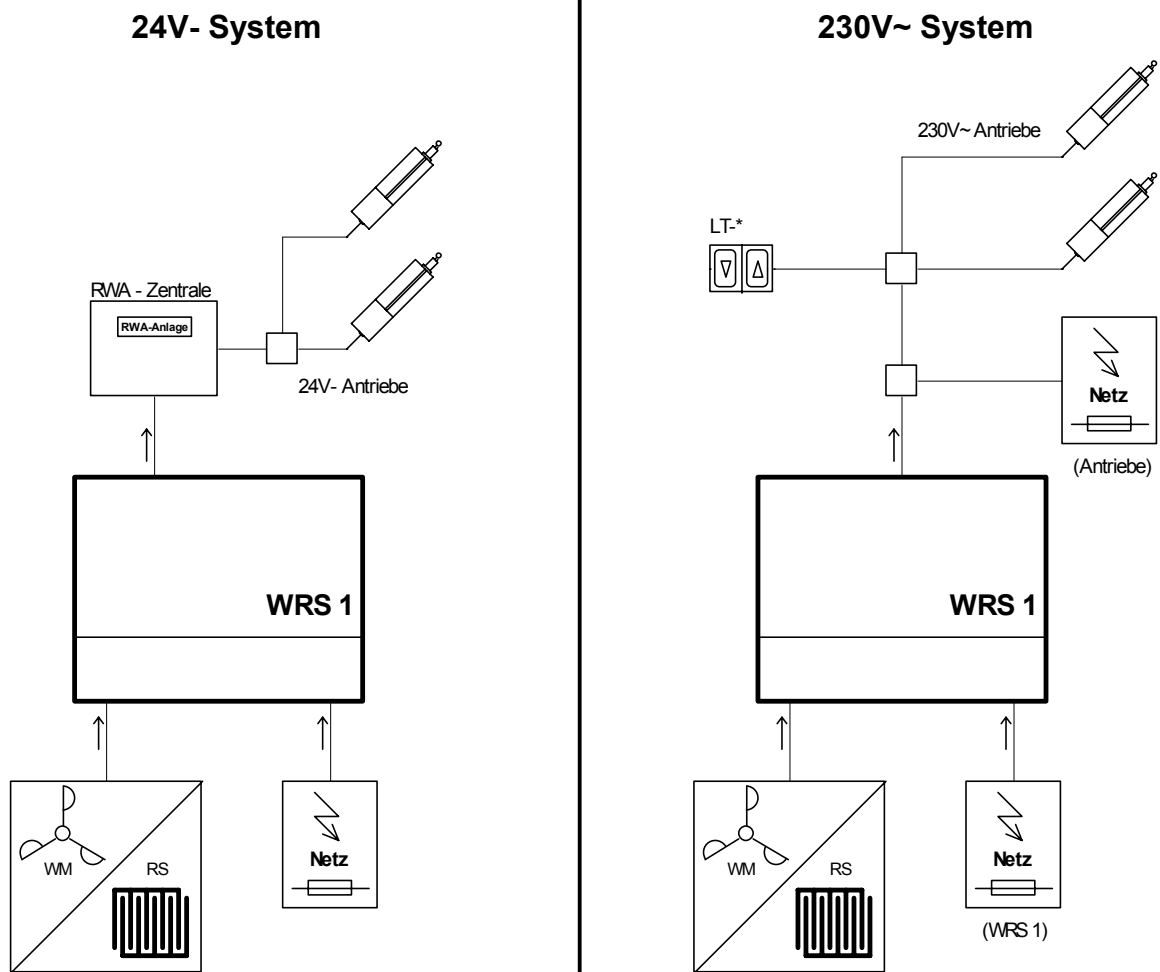 24V- System
RWA - Zentrale
RWA-Anlage
24V- Antriebe
WRS 1
WM
RS
Netz
230V~ System
230V~ Antriebe
LT-*
Netz
(Antriebe)
WRS 1
WM
RS
Netz
(WRS 1)